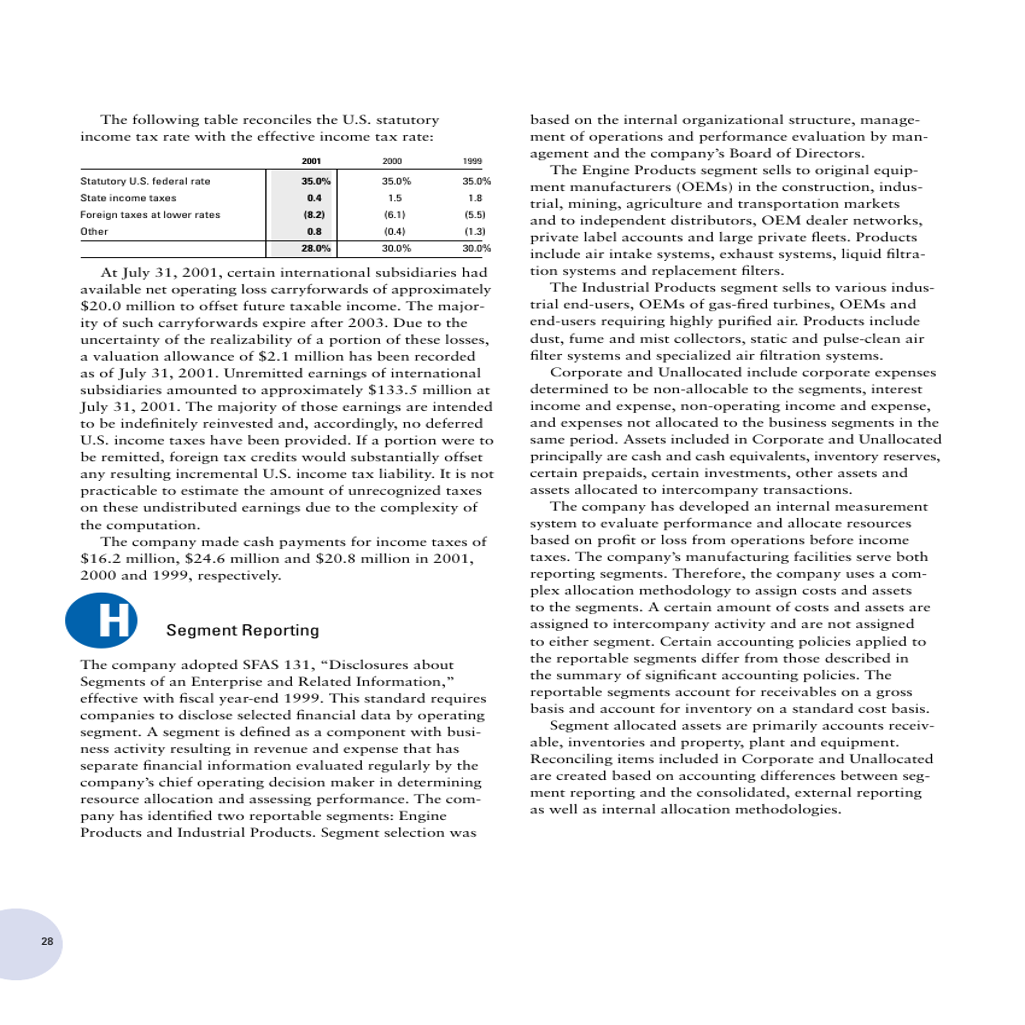 The following table reconciles the U.S. statutory
income tax rate with the effective income tax rate:
2001 2000 1999
Statutory U.S. federal rate 35.0% 35.0% 35.0%
State income taxes 0.4 1.5 1.8
Foreign taxes at lower rates (8.2) (6.1) (5.5)
Other 0.8 (0.4) (1.3)
28.0% 30.0% 30.0%
At July 31, 2001, certain international subsidiaries had
available net operating loss carryforwards of approximately
$20.0 million to offset future taxable income. The major-
ity of such carryforwards expire after 2003. Due to the
uncertainty of the realizability of a portion of these losses,
a valuation allowance of $2.1 million has been recorded
as of July 31, 2001. Unremitted earnings of international
subsidiaries amounted to approximately $133.5 million at
July 31, 2001. The majority of those earnings are intended
to be indefinitely reinvested and, accordingly, no deferred
U.S. income taxes have been provided. If a portion were to
be remitted, foreign tax credits would substantially offset
any resulting incremental U.S. income tax liability. It is not
practicable to estimate the amount of unrecognized taxes
on these undistributed earnings due to the complexity of
the computation.
The company made cash payments for income taxes of
$16.2 million, $24.6 million and $20.8 million in 2001,
2000 and 1999, respectively.
H Segment Reporting
The company adopted SFAS 131, “Disclosures about
Segments of an Enterprise and Related Information,”
effective with fiscal year-end 1999. This standard requires
companies to disclose selected financial data by operating
segment. A segment is defined as a component with busi-
ness activity resulting in revenue and expense that has
separate financial information evaluated regularly by the
company’s chief operating decision maker in determining
resource allocation and assessing performance. The com-
pany has identified two reportable segments: Engine
Products and Industrial Products. Segment selection was
based on the internal organizational structure, manage-
ment of operations and performance evaluation by man-
agement and the company’s Board of Directors.
The Engine Products segment sells to original equip-
ment manufacturers (OEMs) in the construction, indus-
trial, mining, agriculture and transportation markets
and to independent distributors, OEM dealer networks,
private label accounts and large private fleets. Products
include air intake systems, exhaust systems, liquid filtra-
tion systems and replacement filters.
The Industrial Products segment sells to various indus-
trial end-users, OEMs of gas-fired turbines, OEMs and
end-users requiring highly purified air. Products include
dust, fume and mist collectors, static and pulse-clean air
filter systems and specialized air filtration systems.
Corporate and Unallocated include corporate expenses
determined to be non-allocable to the segments, interest
income and expense, non-operating income and expense,
and expenses not allocated to the business segments in the
same period. Assets included in Corporate and Unallocated
principally are cash and cash equivalents, inventory reserves,
certain prepaids, certain investments, other assets and
assets allocated to intercompany transactions.
The company has developed an internal measurement
system to evaluate performance and allocate resources
based on profit or loss from operations before income
taxes. The company’s manufacturing facilities serve both
reporting segments. Therefore, the company uses a com-
plex allocation methodology to assign costs and assets
to the segments. A certain amount of costs and assets are
assigned to intercompany activity and are not assigned
to either segment. Certain accounting policies applied to
the reportable segments differ from those described in
the summary of significant accounting policies. The
reportable segments account for receivables on a gross
basis and account for inventory on a standard cost basis.
Segment allocated assets are primarily accounts receiv-
able, inventories and property, plant and equipment.
Reconciling items included in Corporate and Unallocated
are created based on accounting differences between seg-
ment reporting and the consolidated, external reporting
as well as internal allocation methodologies.
28